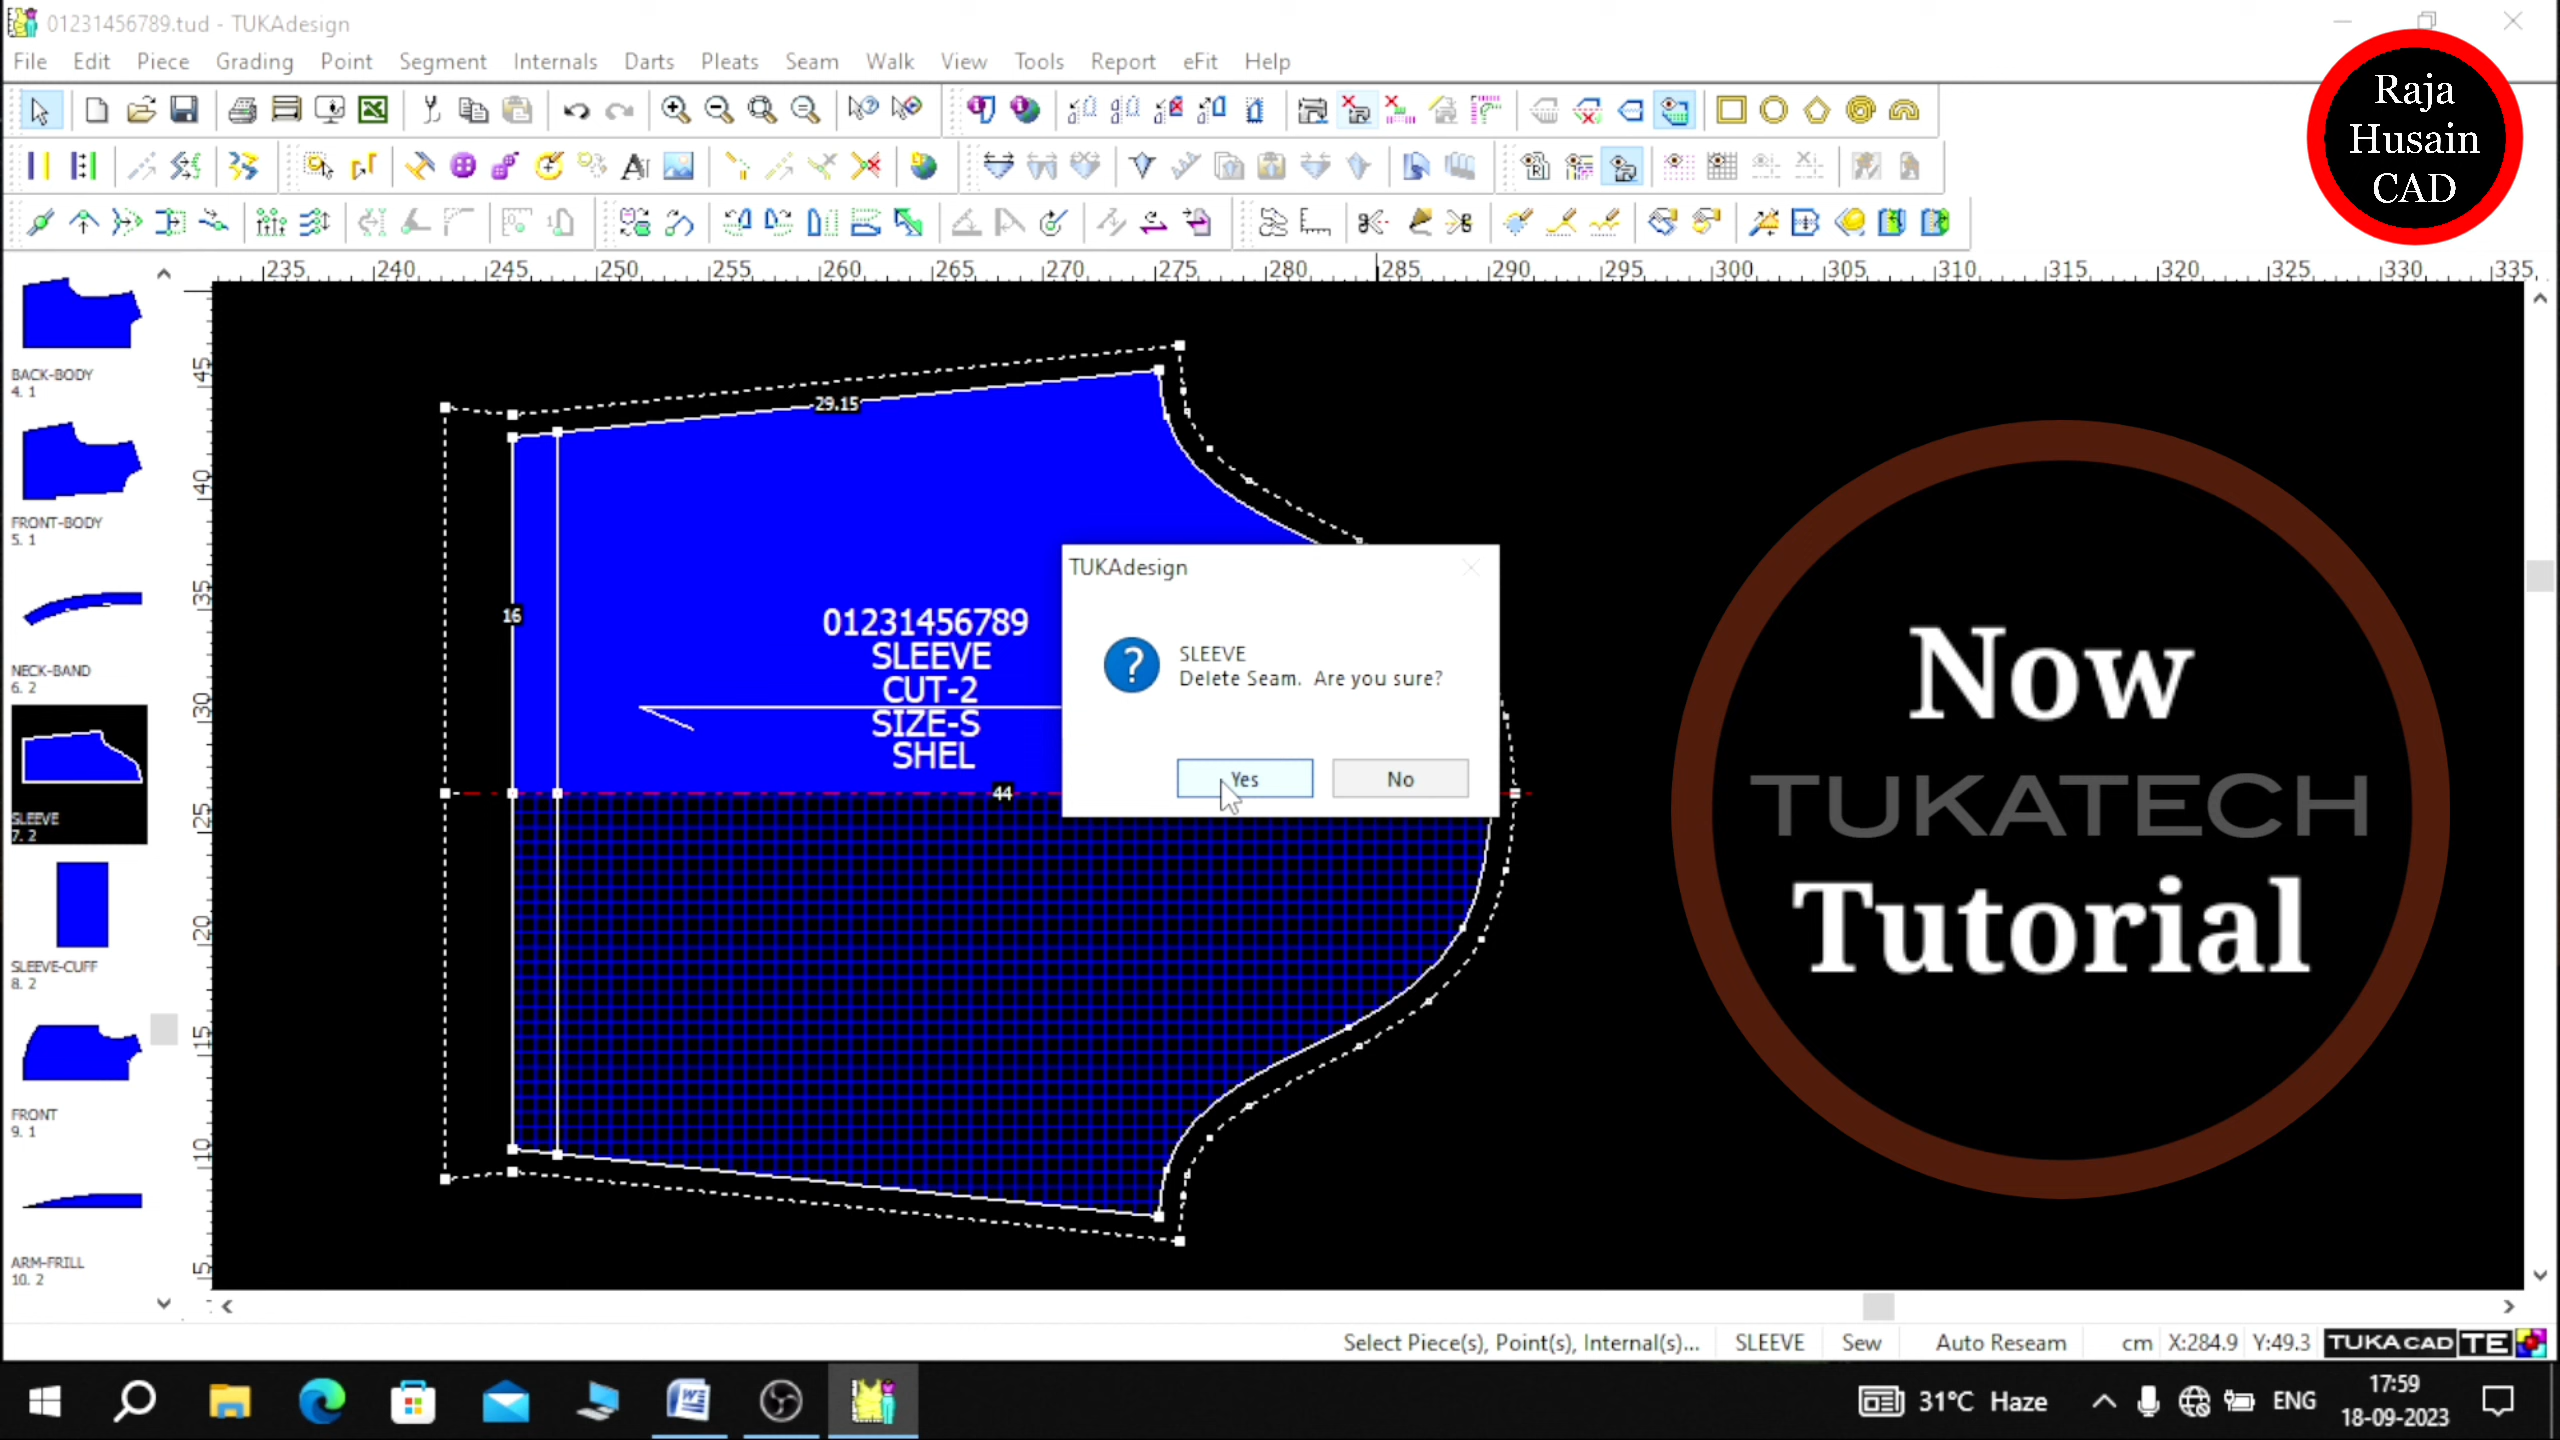 01231456789.tud - TUKAdesign
File Edit Piece Grading Point Segment Internals Darts Pleats Seam Walk View Tools Report eFit Help
Raja
Husain
CAD
235 240 245 250 255 260 265 270 275 280 285 290 295 300 305 310 315 320 325 330 335
45
40
35
30
25
20
15
10
5
BACK-BODY
4. 1
FRONT-BODY
5. 1
NECK-BAND
6. 2
SLEEVE
7. 2
SLEEVE-CUFF
8. 2
FRONT
9. 1
ARM-FRILL
10. 2
29.15
16
01231456789
SLEEVE
CUT-2
SIZE-S
SHEL
44
TUKAdesign
SLEEVE
Delete Seam. Are you sure?
Yes No
Now
TUKATECH
Tutorial
Select Piece(s), Point(s), Internal(s)... SLEEVE Sew Auto Reseam cm X:284.9 Y:49.3 TUKACAD TE
31°C Haze ENG 17:59
18-09-2023